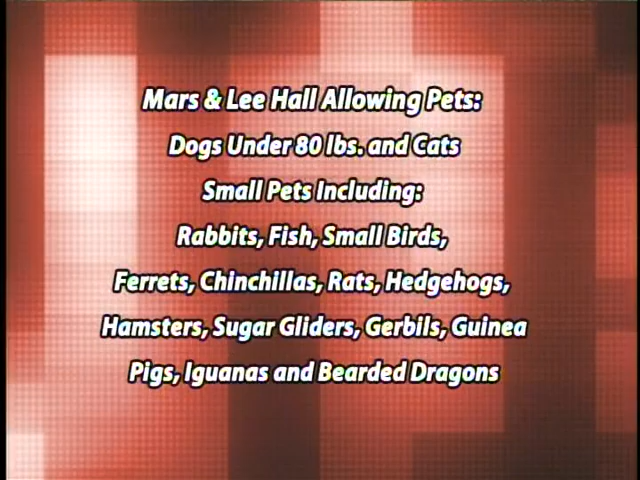 Mars & Lee Hall Allowing Pets:
Dogs Under 80 lbs. and Cats
Small Pets Including:
Rabbits, Fish, Small Birds,
Ferrets, Chinchillas, Rats, Hedgehogs,
Hamsters, Sugar Gliders, Gerbils, Guinea
Pigs, Iguanas and Bearded Dragons